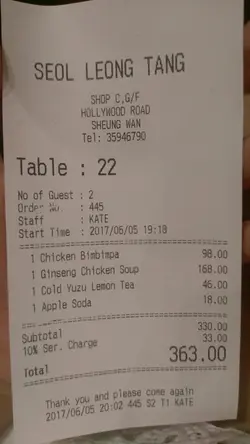 SEOL LEONG TANG
SHOP C,G/F
HOLLYWOOD ROAD
SHEUNG WAN
Tel: 35946790
Table : 22
No of Guest : 2
Order No. : 445
Staff : KATE
Start Time : 2017/06/05 19:18
1 Chicken Bimbimpa 98.00
1 Ginseng Chicken Soup 168.00
1 Cold Yuzu Lemon Tea 46.00
1 Apple Soda 18.00
Subtotal 330.00
10% Ser. Charge 33.00
Total 363.00
Thank you and please come again
2017/06/05 20:02 445 S2 T1 KATE